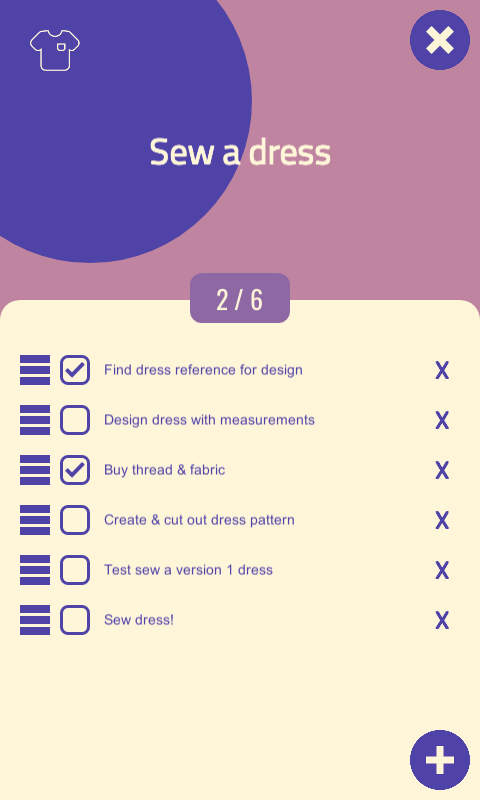 Sew a dress
2 / 6
Find dress reference for design X
Design dress with measurements X
Buy thread & fabric X
Create & cut out dress pattern X
Test sew a version 1 dress X
Sew dress! X